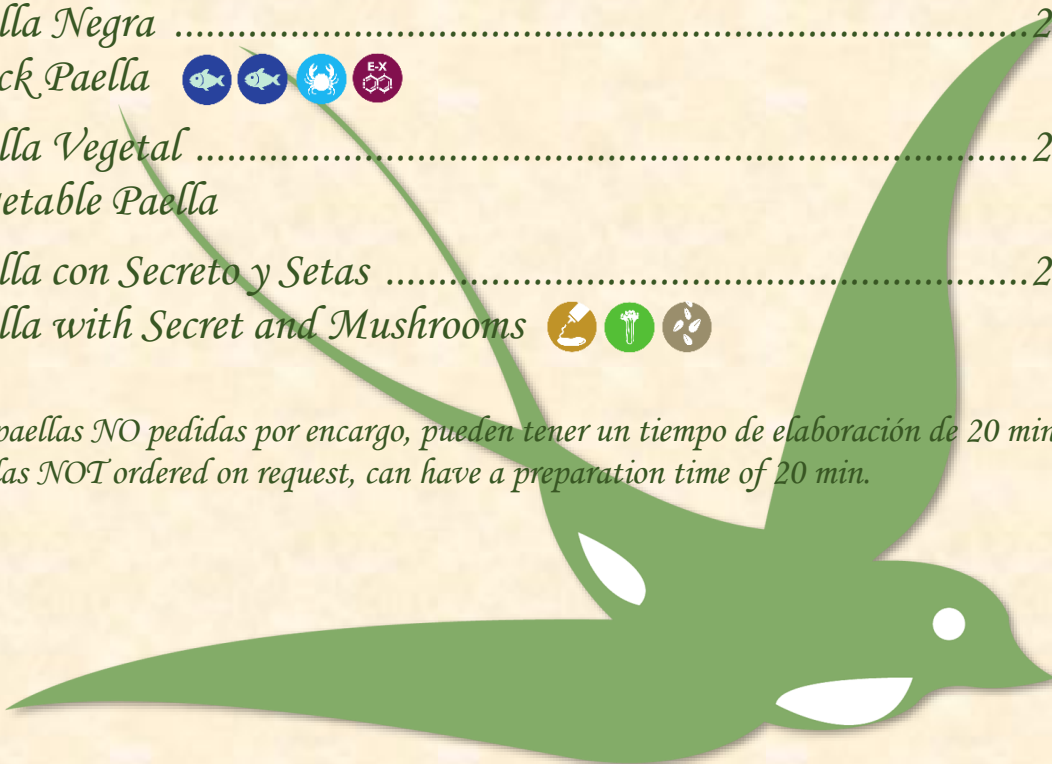 lla Negra ........................................................................................ 2
ck Paella E-X
lla Vegetal ...................................................................................... 2
etable Paella
lla con Secreto y Setas .................................................................... 2
lla with Secret and Mushrooms
paellas NO pedidas por encargo, pueden tener un tiempo de elaboración de 20 min
las NOT ordered on request, can have a preparation time of 20 min.